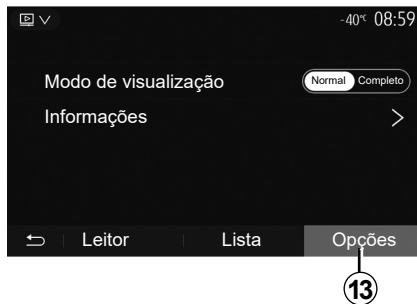 -40°C 08:59
Modo de visualização Normal Completo
Informações
Leitor Lista Opções
13